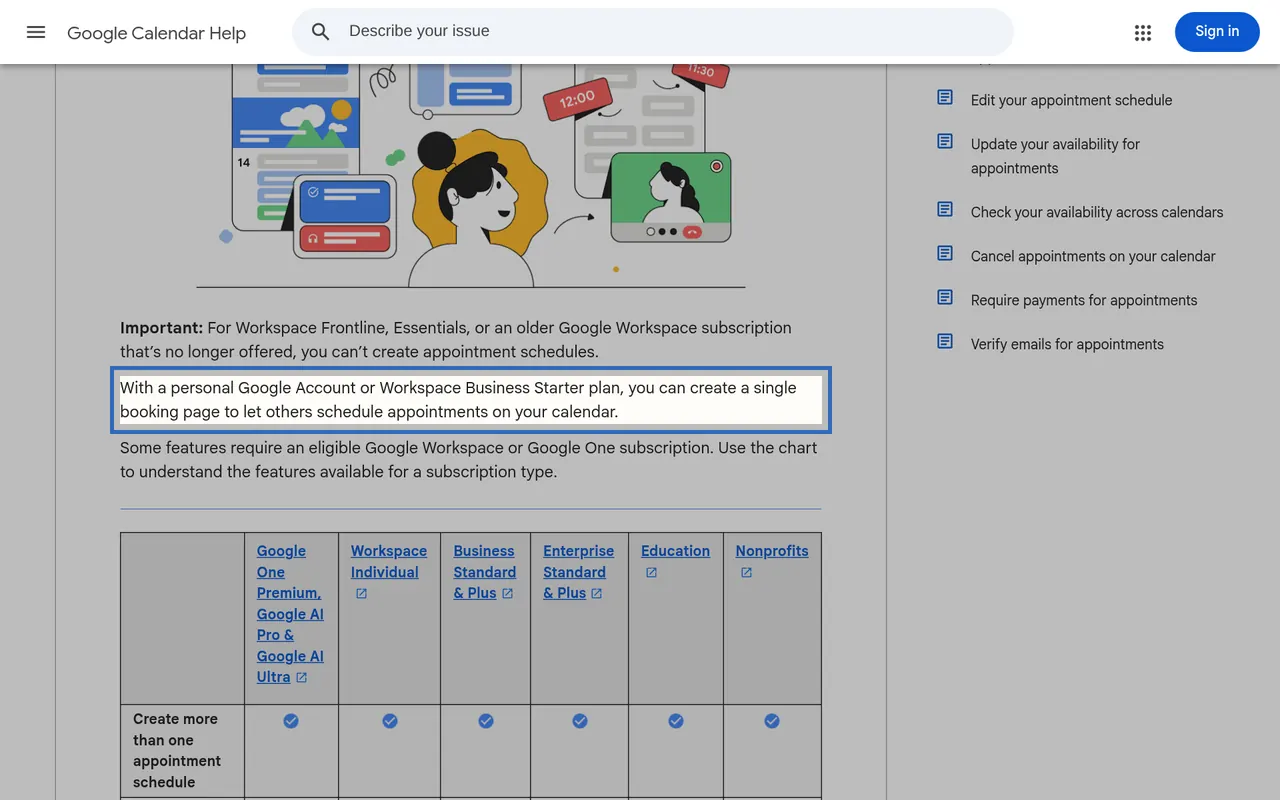 Google Calendar Help
Describe your issue
Sign in
11:30
12:00
14
Important: For Workspace Frontline, Essentials, or an older Google Workspace subscription
that’s no longer offered, you can’t create appointment schedules.
With a personal Google Account or Workspace Business Starter plan, you can create a single
booking page to let others schedule appointments on your calendar.
Some features require an eligible Google Workspace or Google One subscription. Use the chart
to understand the features available for a subscription type.
Google
One
Premium,
Google AI
Pro &
Google AI
Ultra
Workspace
Individual
Business
Standard
& Plus
Enterprise
Standard
& Plus
Education
Nonprofits
Create more
than one
appointment
schedule
Edit your appointment schedule
Update your availability for
appointments
Check your availability across calendars
Cancel appointments on your calendar
Require payments for appointments
Verify emails for appointments